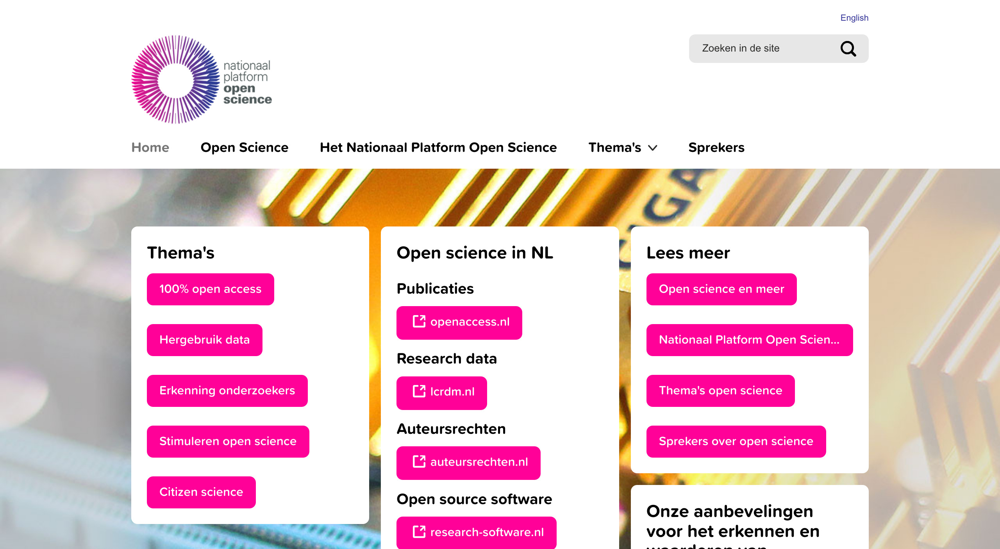 English
Zoeken in de site
nationaal
platform
open
science
Home
Open Science
Het Nationaal Platform Open Science
Thema's
Sprekers
Thema's
100% open access
Hergebruik data
Erkenning onderzoekers
Stimuleren open science
Citizen science
Open science in NL
Publicaties
openaccess.nl
Research data
lcrdm.nl
Auteursrechten
auteursrechten.nl
Open source software
research-software.nl
Lees meer
Open science en meer
Nationaal Platform Open Scien...
Thema's open science
Sprekers over open science
Onze aanbevelingen
voor het erkennen en
waarderen van